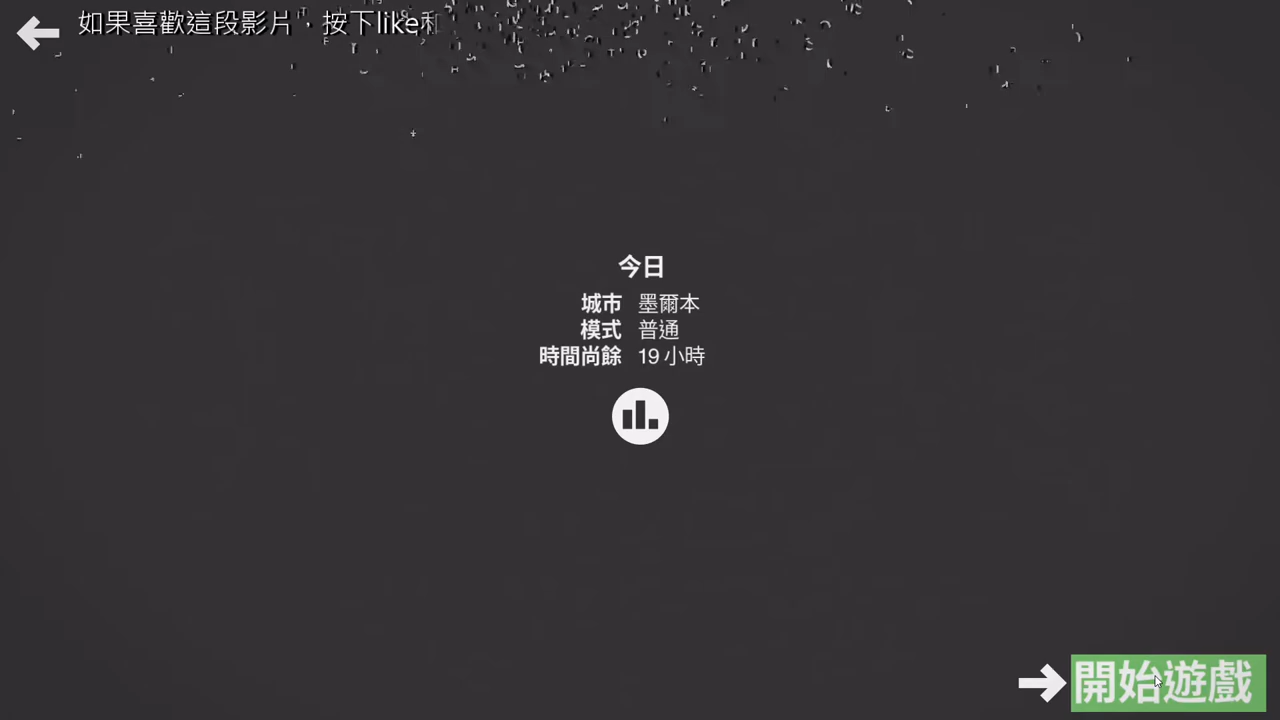 如果喜歡這段影片，按下like和
今日
城市 墨爾本
模式 普通
時間尚餘 19 小時
開始遊戲